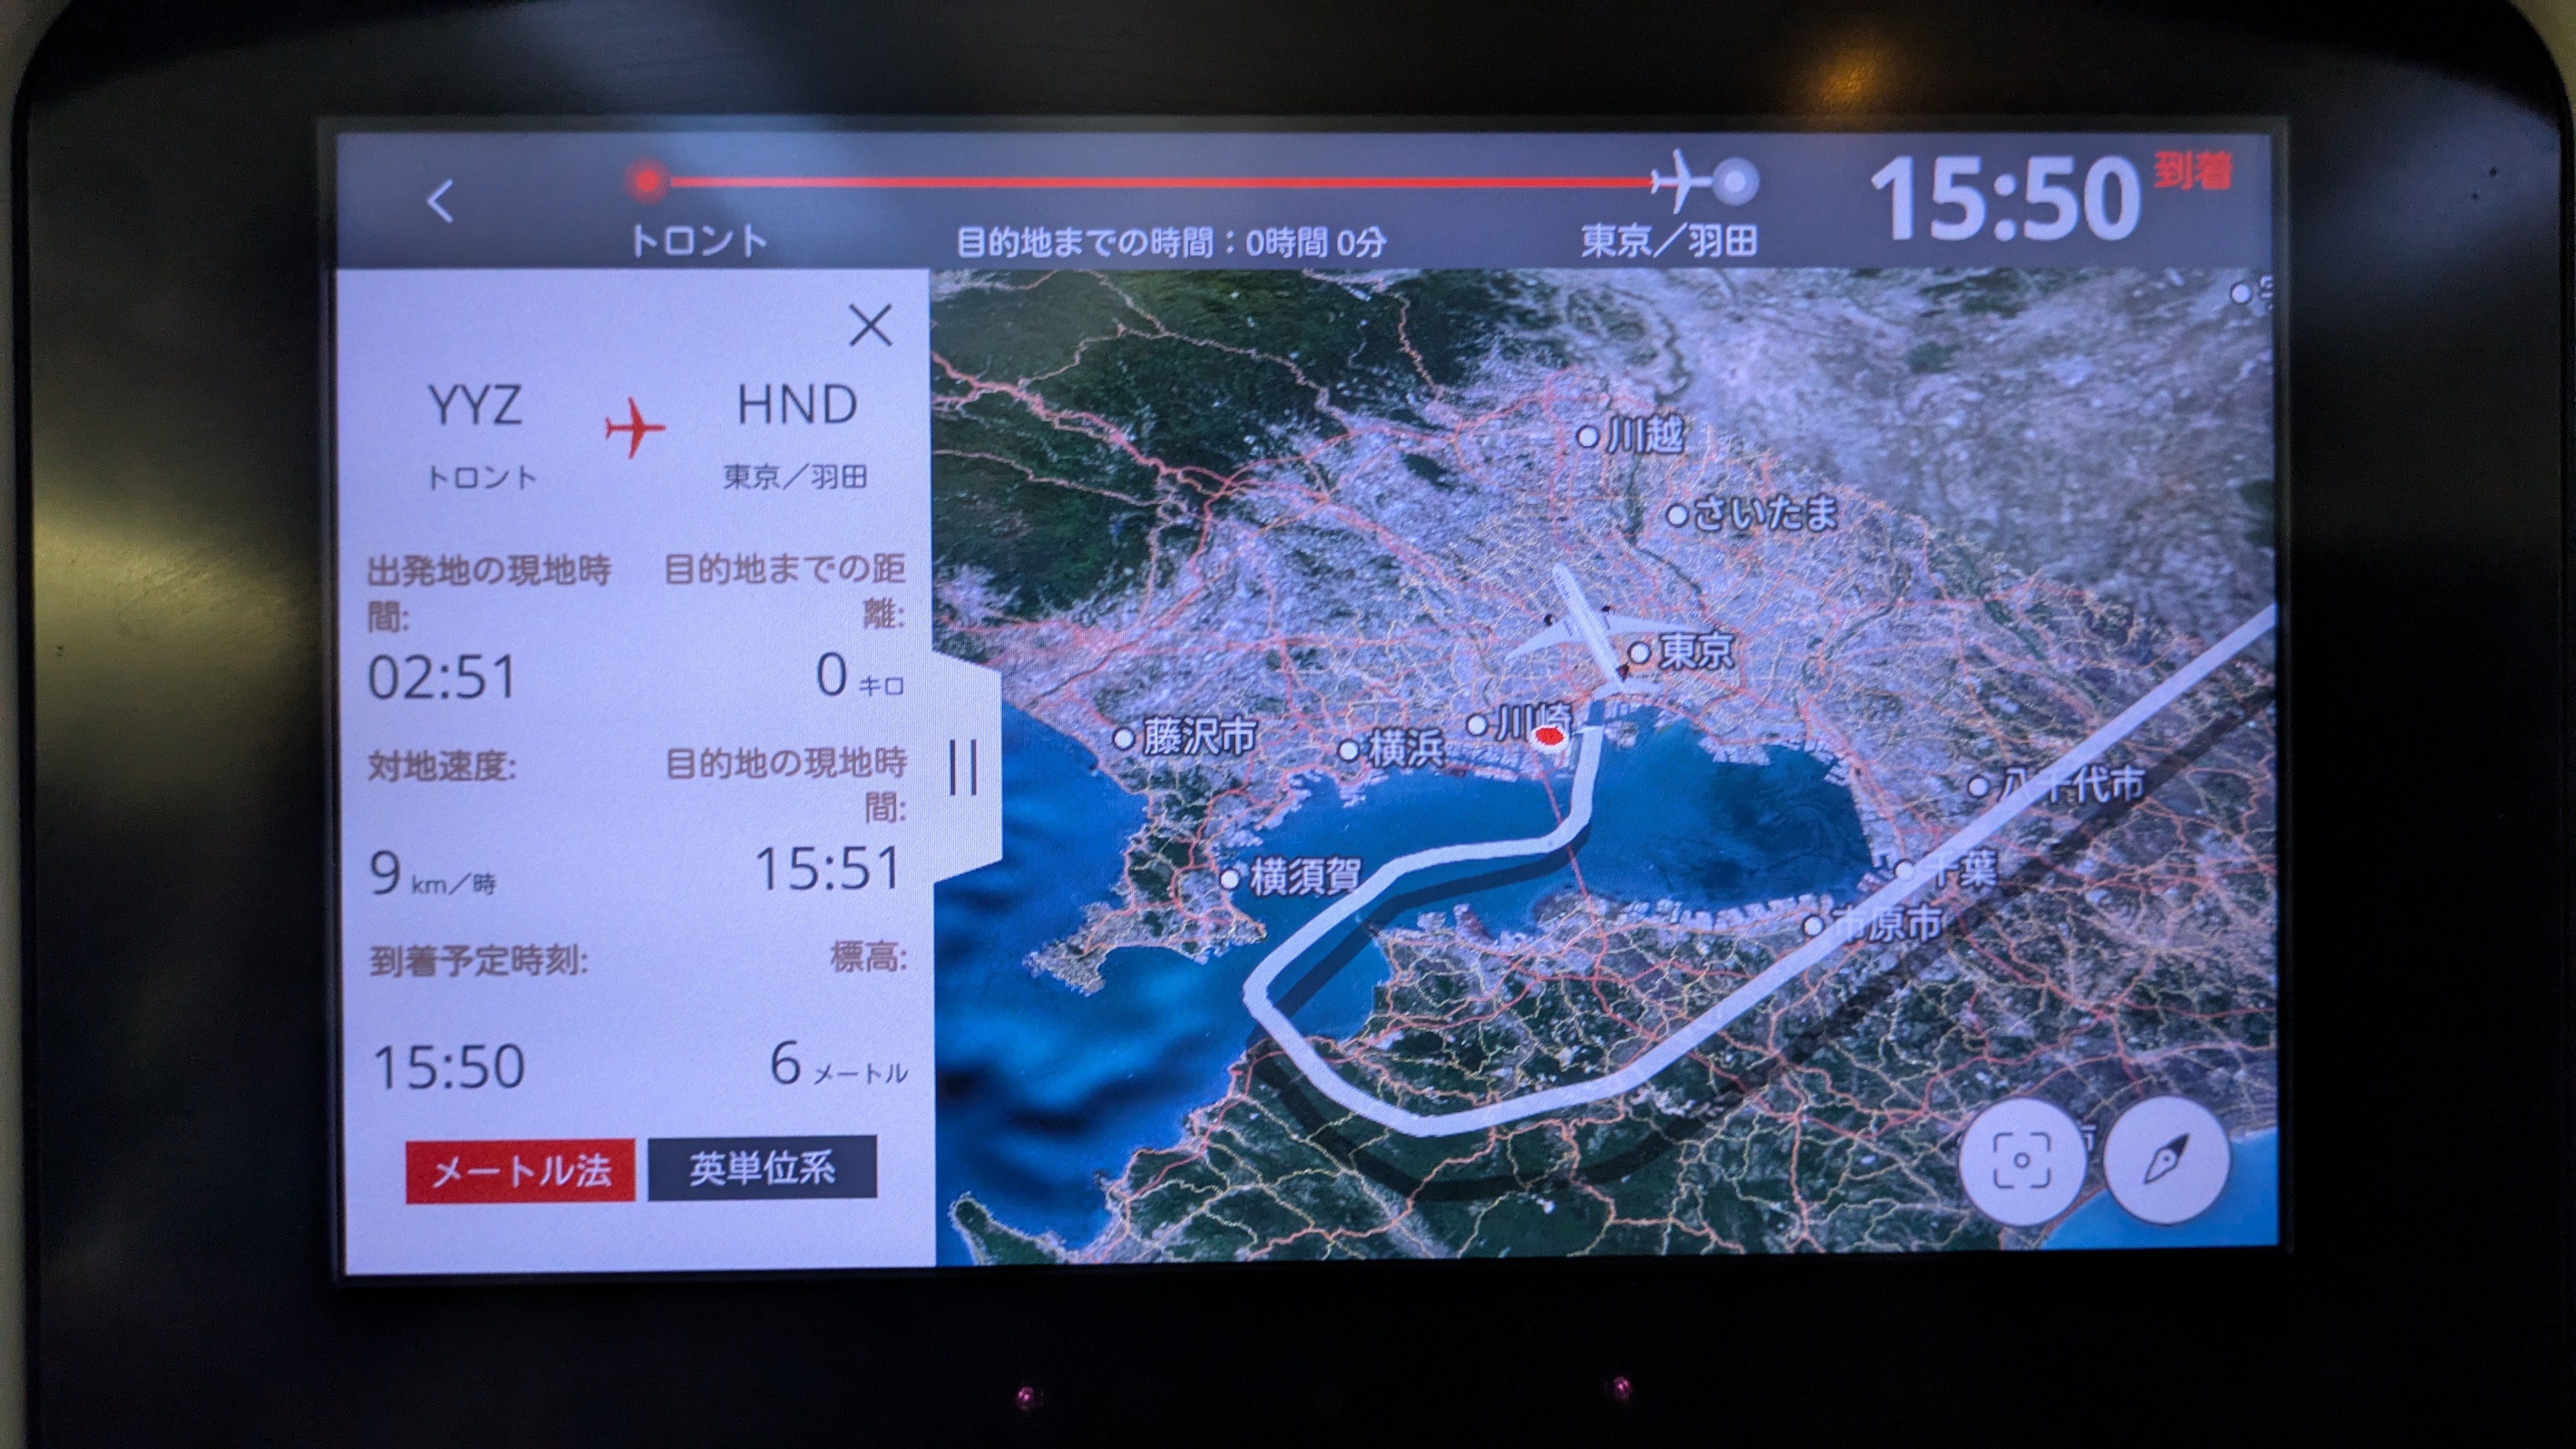 15:50 到着
トロント
目的地までの時間：0時間 0分
東京／羽田
YYZ
HND
トロント
東京／羽田
出発地の現地時
間:
02:51
目的地までの距
離:
0 キロ
対地速度:
9 km／時
目的地の現地時
間:
15:51
到着予定時刻:
15:50
標高:
6 メートル
メートル法
英単位系
川越
さいたま
東京
川崎
藤沢市
横浜
八千代市
横須賀
千葉
市原市